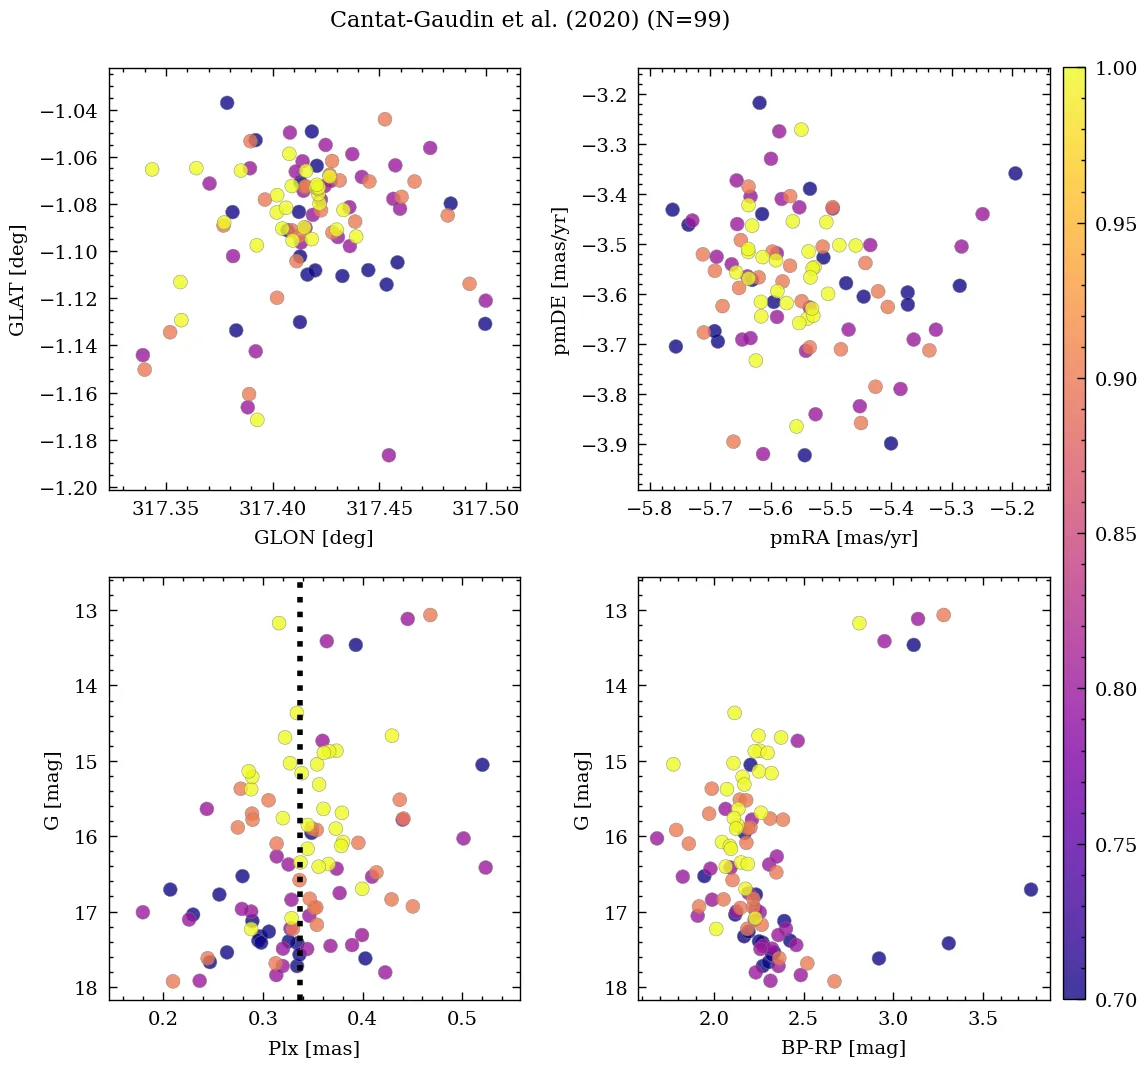 Cantat-Gaudin et al. (2020) (N=99)
−1.04
−1.06
−1.08
−1.10
−1.12
−1.14
−1.16
−1.18
−1.20
GLAT [deg]
317.35 317.40 317.45 317.50
GLON [deg]
−3.2
−3.3
−3.4
−3.5
−3.6
−3.7
−3.8
−3.9
pmDE [mas/yr]
−5.8 −5.7 −5.6 −5.5 −5.4 −5.3 −5.2
pmRA [mas/yr]
13
14
15
16
17
18
G [mag]
0.2 0.3 0.4 0.5
Plx [mas]
13
14
15
16
17
18
G [mag]
2.0 2.5 3.0 3.5
BP-RP [mag]
1.00
0.95
0.90
0.85
0.80
0.75
0.70